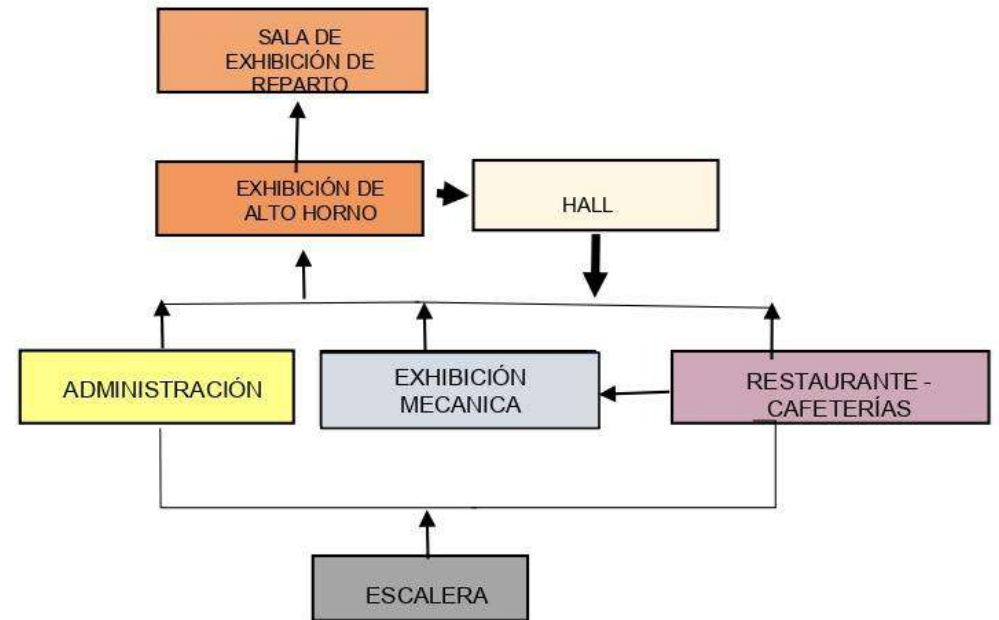 SALA DE
EXHIBICIÓN DE
REPARTO
EXHIBICIÓN DE
ALTO HORNO
HALL
ADMINISTRACIÓN
EXHIBICIÓN
MECANICA
RESTAURANTE -
CAFETERÍAS
ESCALERA